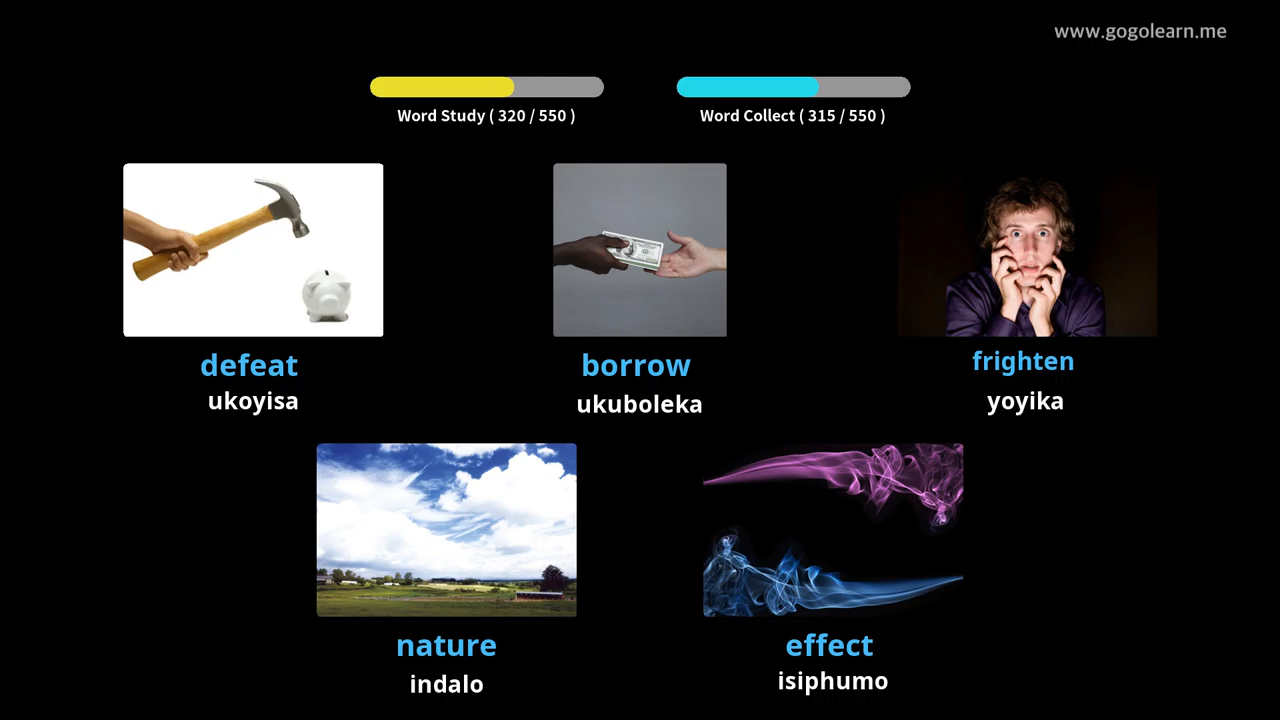 www.gogolearn.me
Word Study ( 320 / 550 )
Word Collect ( 315 / 550 )
defeat
ukoyisa
borrow
ukuboleka
frighten
yoyika
nature
indalo
effect
isiphumo